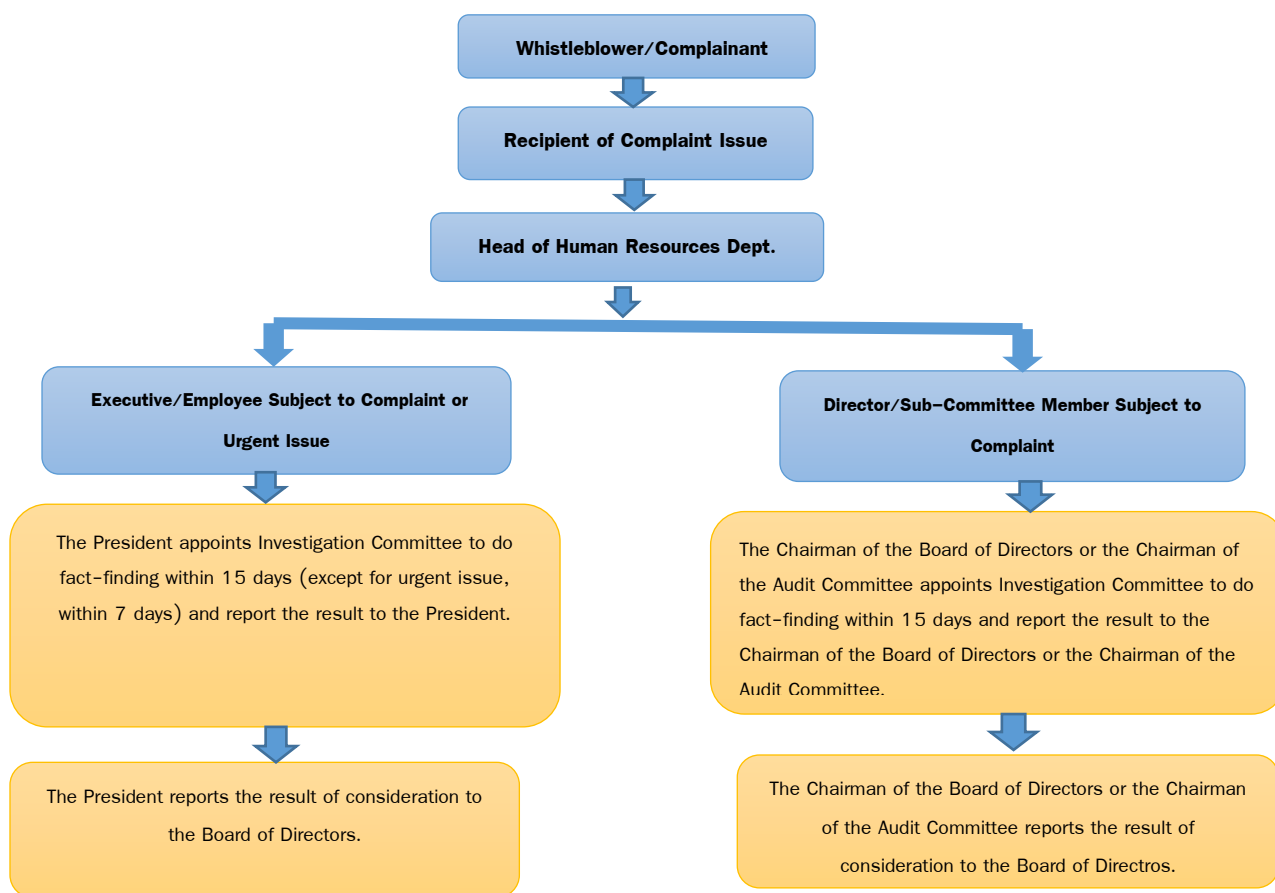 Whistleblower/Complainant
Recipient of Complaint Issue
Head of Human Resources Dept.
Executive/Employee Subject to Complaint or
Urgent Issue
Director/Sub-Committee Member Subject to
Complaint
The President appoints Investigation Committee to do
fact-finding within 15 days (except for urgent issue,
within 7 days) and report the result to the President.
The Chairman of the Board of Directors or the Chairman of
the Audit Committee appoints Investigation Committee to do
fact-finding within 15 days and report the result to the
Chairman of the Board of Directors or the Chairman of the
Audit Committee.
The President reports the result of consideration to
the Board of Directors.
The Chairman of the Board of Directors or the Chairman
of the Audit Committee reports the result of
consideration to the Board of Directros.